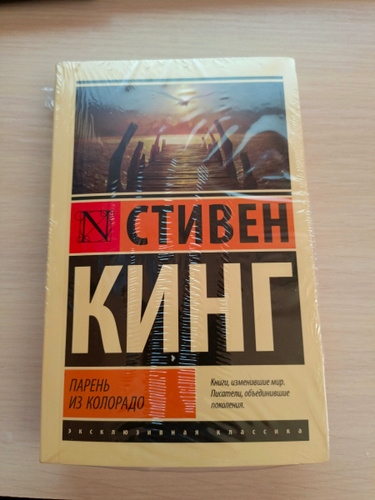 N
СТИВЕН
КИНГ
ПАРЕНЬ
ИЗ КОЛОРАДО
Книги, изменившие мир.
Писатели, объединившие
поколения.
ЭКСКЛЮЗИВНАЯ КЛАССИКА